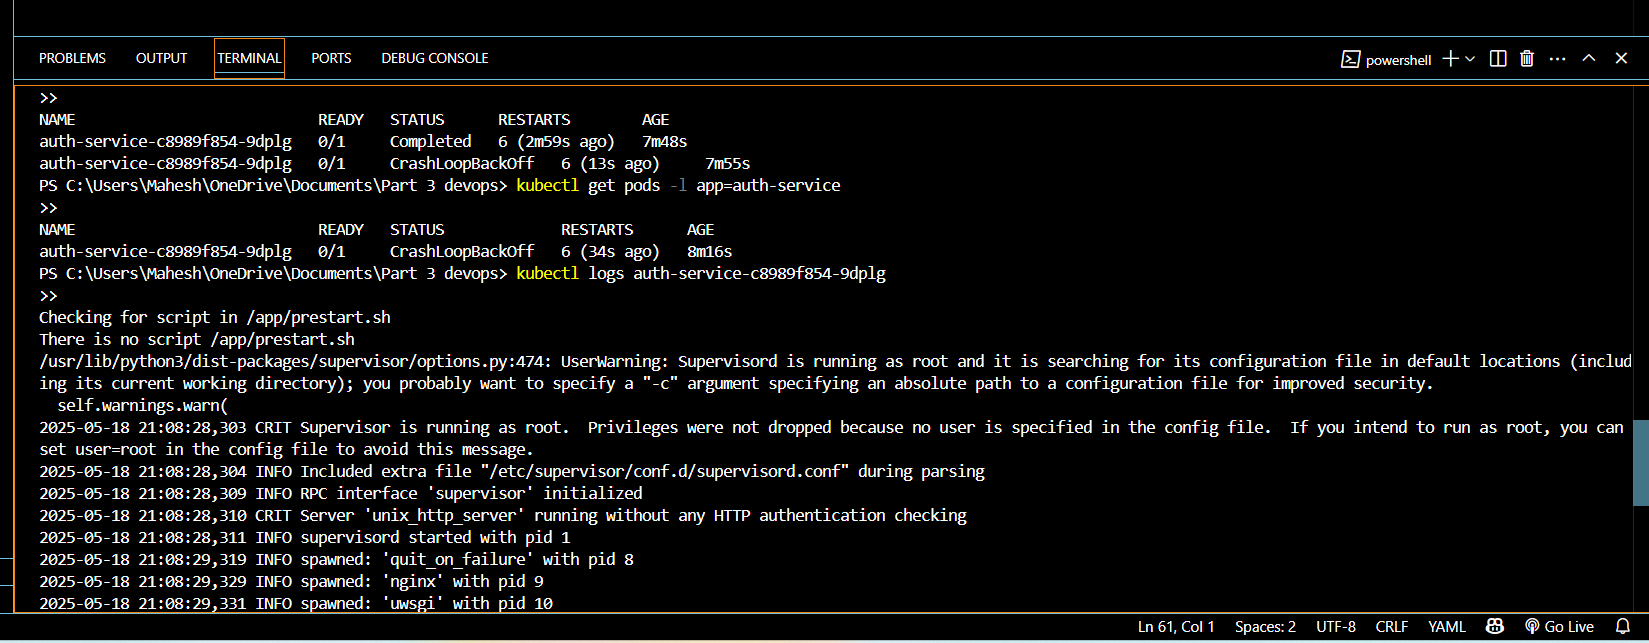 PROBLEMS OUTPUT TERMINAL PORTS DEBUG CONSOLE powershell
>>
NAME READY STATUS RESTARTS AGE
auth-service-c8989f854-9dplg 0/1 Completed 6 (2m59s ago) 7m48s
auth-service-c8989f854-9dplg 0/1 CrashLoopBackOff 6 (13s ago) 7m55s
PS C:\Users\Mahesh\OneDrive\Documents\Part 3 devops> kubectl get pods -l app=auth-service
>>
NAME READY STATUS RESTARTS AGE
auth-service-c8989f854-9dplg 0/1 CrashLoopBackOff 6 (34s ago) 8m16s
PS C:\Users\Mahesh\OneDrive\Documents\Part 3 devops> kubectl logs auth-service-c8989f854-9dplg
>>
Checking for script in /app/prestart.sh
There is no script /app/prestart.sh
/usr/lib/python3/dist-packages/supervisor/options.py:474: UserWarning: Supervisord is running as root and it is searching for its configuration file in default locations (includ
ing its current working directory); you probably want to specify a "-c" argument specifying an absolute path to a configuration file for improved security.
self.warnings.warn(
2025-05-18 21:08:28,303 CRIT Supervisor is running as root.  Privileges were not dropped because no user is specified in the config file.  If you intend to run as root, you can
set user=root in the config file to avoid this message.
2025-05-18 21:08:28,304 INFO Included extra file "/etc/supervisor/conf.d/supervisord.conf" during parsing
2025-05-18 21:08:28,309 INFO RPC interface 'supervisor' initialized
2025-05-18 21:08:28,310 CRIT Server 'unix_http_server' running without any HTTP authentication checking
2025-05-18 21:08:28,311 INFO supervisord started with pid 1
2025-05-18 21:08:29,319 INFO spawned: 'quit_on_failure' with pid 8
2025-05-18 21:08:29,329 INFO spawned: 'nginx' with pid 9
2025-05-18 21:08:29,331 INFO spawned: 'uwsgi' with pid 10
Ln 61, Col 1 Spaces: 2 UTF-8 CRLF YAML Go Live